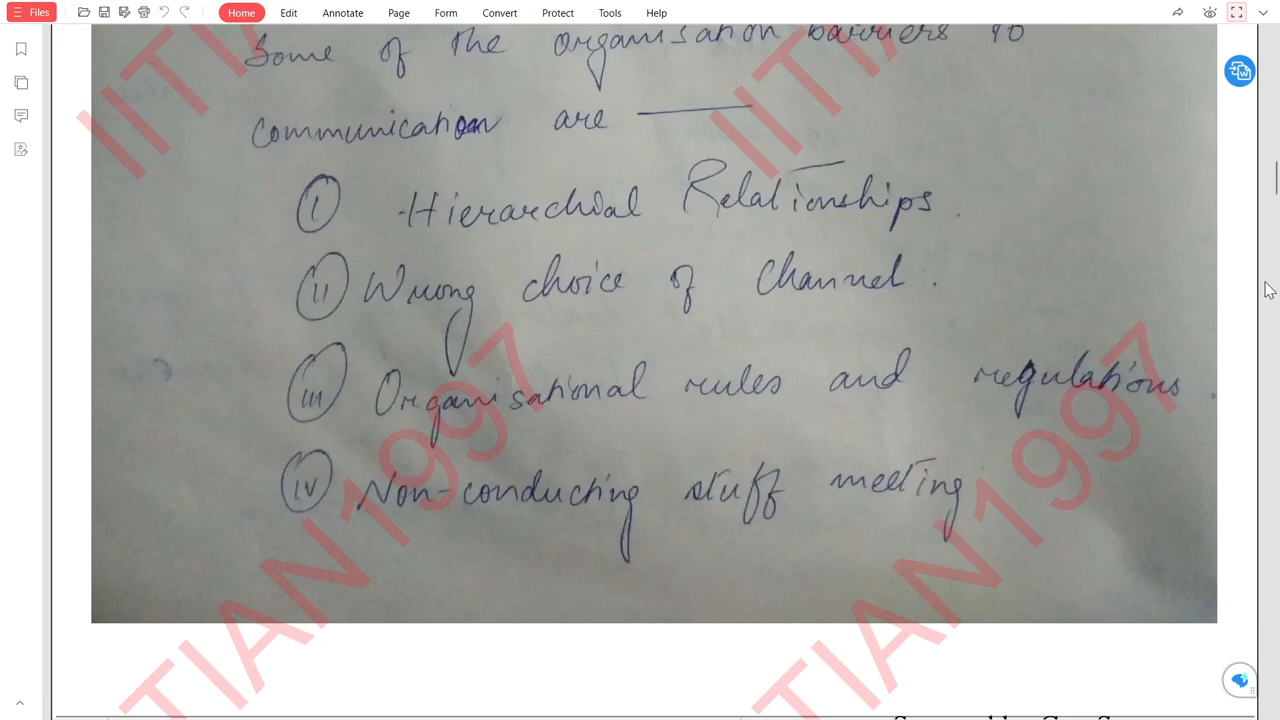 Files
Home Edit Annotate Page Form Convert Protect Tools Help
Some of the organisation barriers to
communication are —
(i) Hierarchial Relationships.
(ii) Wrong choice of channel.
(iii) Organisational rules and regulations.
(iv) Non-conducting stuff meeting
IITIAN1997